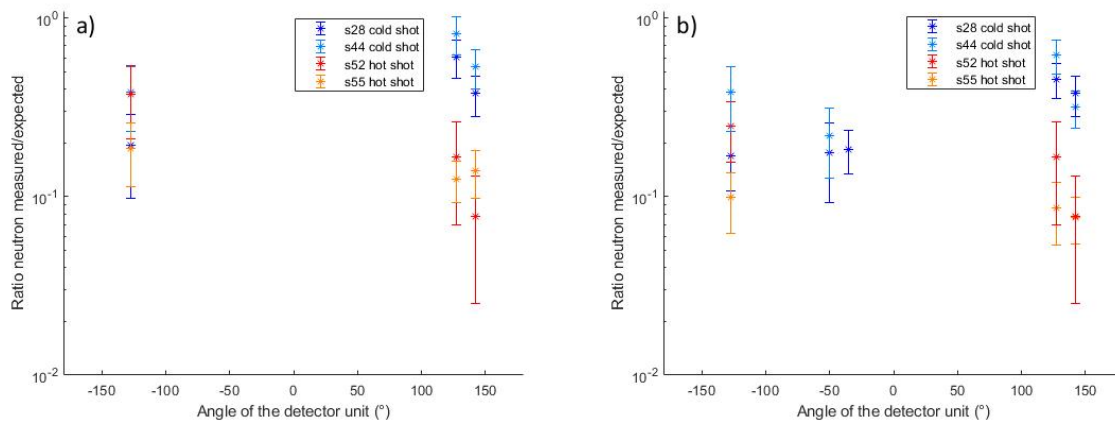 a)
10^0
10^-1
10^-2
Ratio neutron measured/expected
s28 cold shot
s44 cold shot
s52 hot shot
s55 hot shot
-150 -100 -50 0 50 100 150
Angle of the detector unit (°)
b)
10^0
10^-1
10^-2
Ratio neutron measured/expected
s28 cold shot
s44 cold shot
s52 hot shot
s55 hot shot
-150 -100 -50 0 50 100 150
Angle of the detector unit (°)